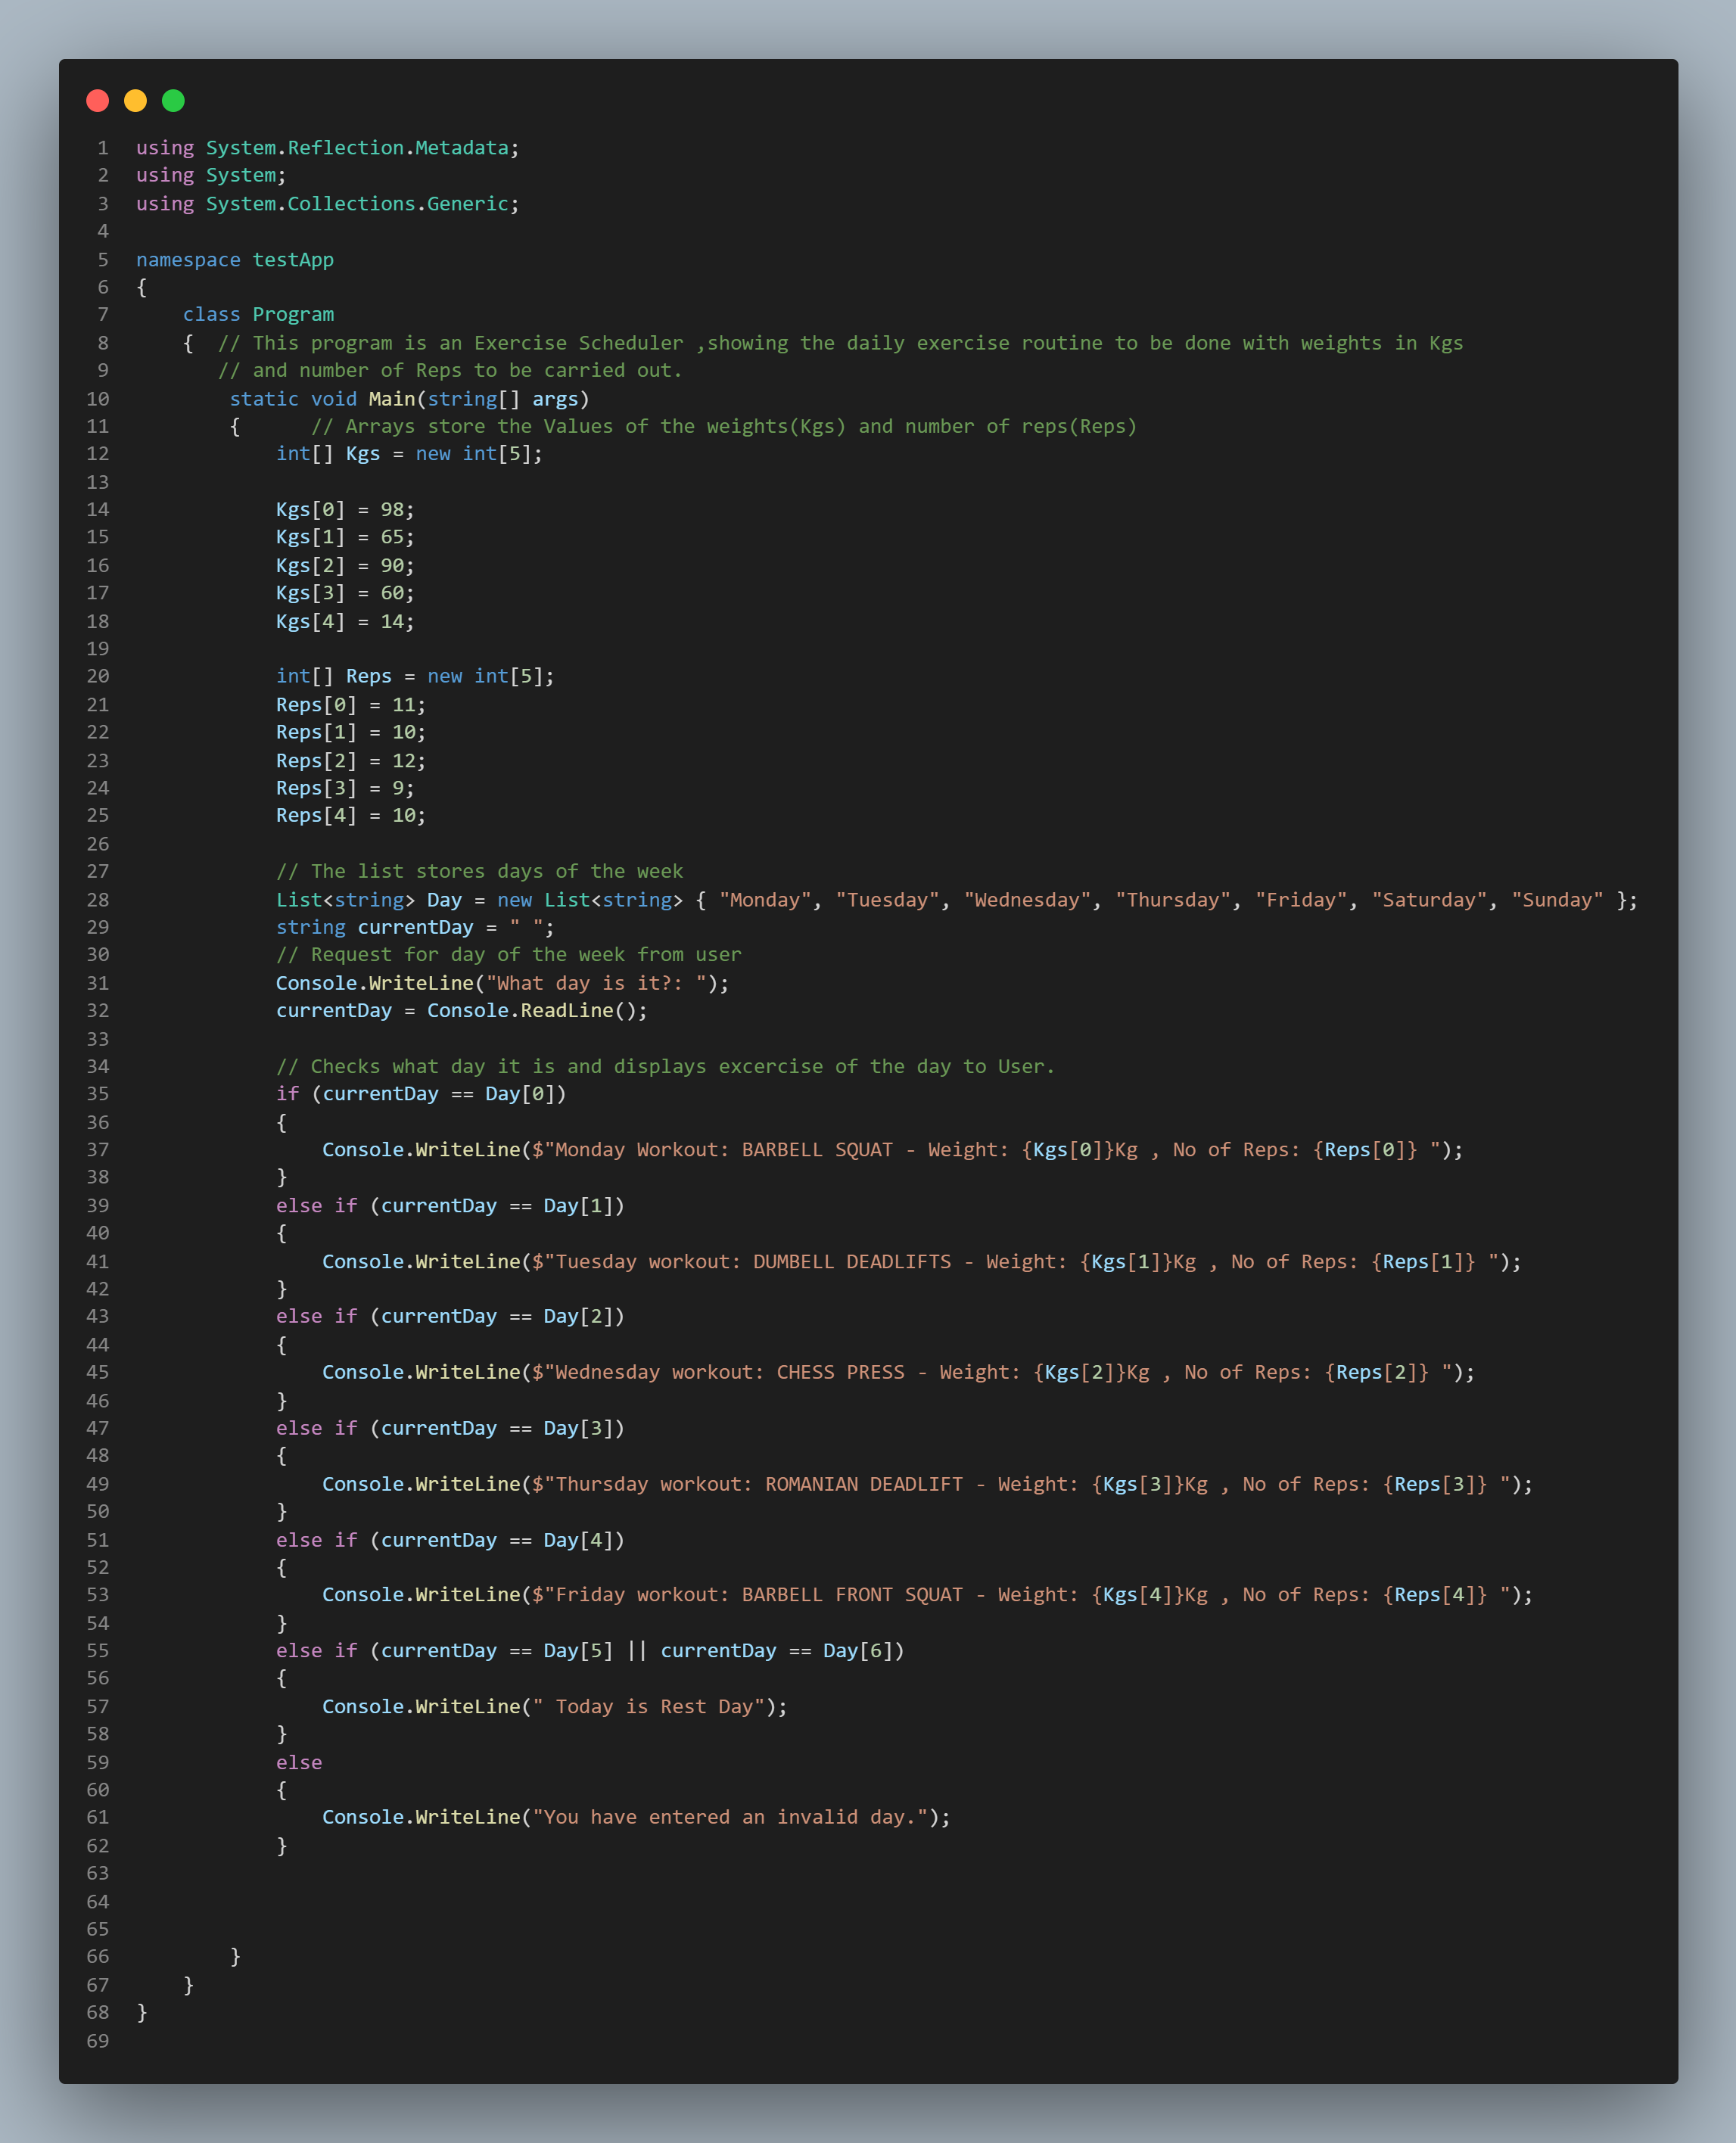 1 using System.Reflection.Metadata;
2 using System;
3 using System.Collections.Generic;
4
5 namespace testApp
6 {
7     class Program
8     {  // This program is an Exercise Scheduler ,showing the daily exercise routine to be done with weights in Kgs
9        // and number of Reps to be carried out.
10         static void Main(string[] args)
11         {      // Arrays store the Values of the weights(Kgs) and number of reps(Reps)
12             int[] Kgs = new int[5];
13
14             Kgs[0] = 98;
15             Kgs[1] = 65;
16             Kgs[2] = 90;
17             Kgs[3] = 60;
18             Kgs[4] = 14;
19
20             int[] Reps = new int[5];
21             Reps[0] = 11;
22             Reps[1] = 10;
23             Reps[2] = 12;
24             Reps[3] = 9;
25             Reps[4] = 10;
26
27             // The list stores days of the week
28             List<string> Day = new List<string> { "Monday", "Tuesday", "Wednesday", "Thursday", "Friday", "Saturday", "Sunday" };
29             string currentDay = " ";
30             // Request for day of the week from user
31             Console.WriteLine("What day is it?: ");
32             currentDay = Console.ReadLine();
33
34             // Checks what day it is and displays excercise of the day to User.
35             if (currentDay == Day[0])
36             {
37                 Console.WriteLine($"Monday Workout: BARBELL SQUAT - Weight: {Kgs[0]}Kg , No of Reps: {Reps[0]} ");
38             }
39             else if (currentDay == Day[1])
40             {
41                 Console.WriteLine($"Tuesday workout: DUMBELL DEADLIFTS - Weight: {Kgs[1]}Kg , No of Reps: {Reps[1]} ");
42             }
43             else if (currentDay == Day[2])
44             {
45                 Console.WriteLine($"Wednesday workout: CHESS PRESS - Weight: {Kgs[2]}Kg , No of Reps: {Reps[2]} ");
46             }
47             else if (currentDay == Day[3])
48             {
49                 Console.WriteLine($"Thursday workout: ROMANIAN DEADLIFT - Weight: {Kgs[3]}Kg , No of Reps: {Reps[3]} ");
50             }
51             else if (currentDay == Day[4])
52             {
53                 Console.WriteLine($"Friday workout: BARBELL FRONT SQUAT - Weight: {Kgs[4]}Kg , No of Reps: {Reps[4]} ");
54             }
55             else if (currentDay == Day[5] || currentDay == Day[6])
56             {
57                 Console.WriteLine(" Today is Rest Day");
58             }
59             else
60             {
61                 Console.WriteLine("You have entered an invalid day.");
62             }
63
64
65
66         }
67     }
68 }
69